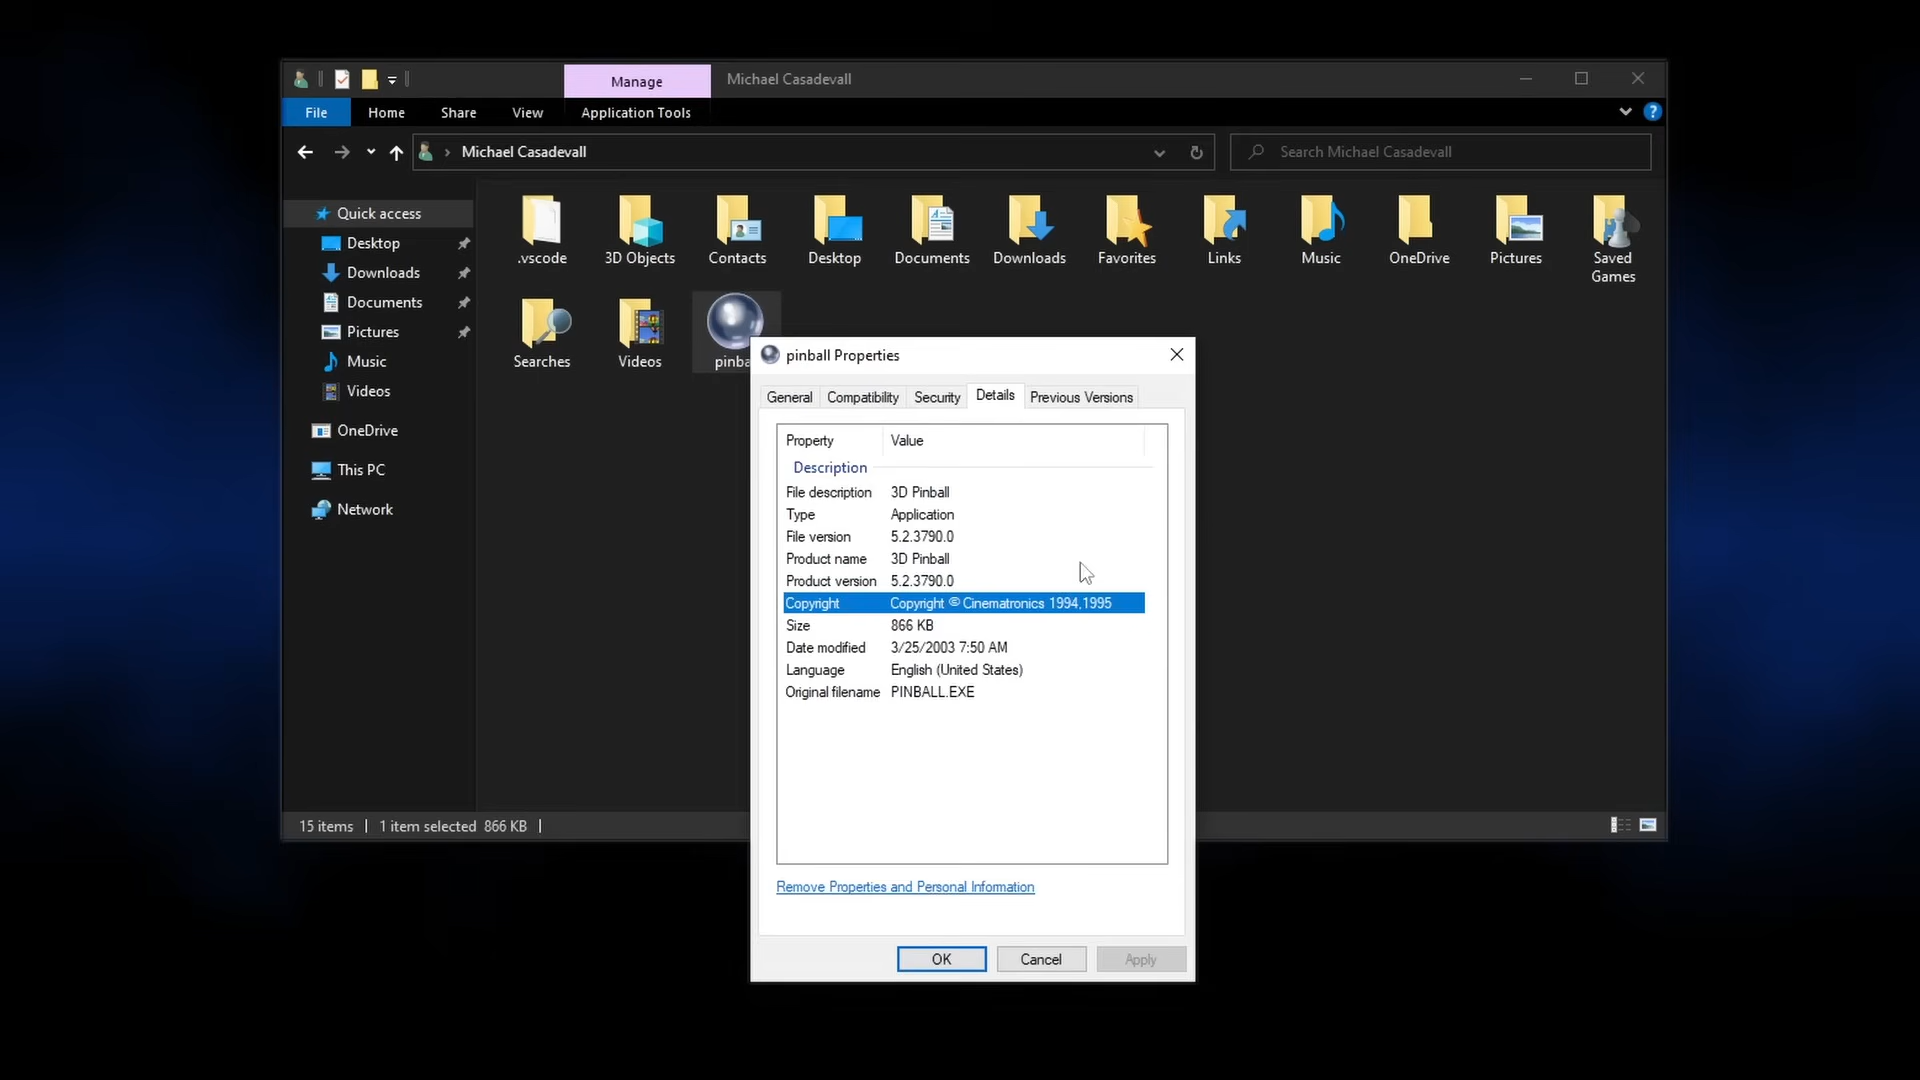 Manage
Michael Casadevall
File
Home
Share
View
Application Tools
?
Michael Casadevall
Search Michael Casadevall
Quick access
Desktop
Downloads
Documents
Pictures
Music
Videos
OneDrive
This PC
Network
.vscode
3D Objects
Contacts
Desktop
Documents
Downloads
Favorites
Links
Music
OneDrive
Pictures
Saved
Games
Searches
Videos
pinba
pinball Properties
General
Compatibility
Security
Details
Previous Versions
Property Value
Description
File description 3D Pinball
Type Application
File version 5.2.3790.0
Product name 3D Pinball
Product version 5.2.3790.0
Copyright Copyright © Cinematronics 1994,1995
Size 866 KB
Date modified 3/25/2003 7:50 AM
Language English (United States)
Original filename PINBALL.EXE
Remove Properties and Personal Information
OK
Cancel
Apply
15 items
1 item selected 866 KB